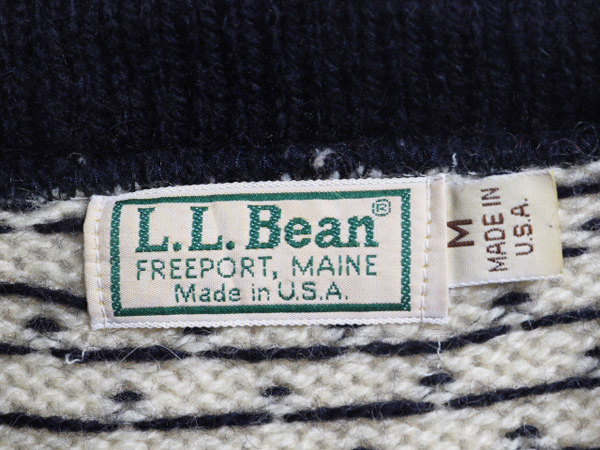 L.L.Bean®
FREEPORT, MAINE
Made in U.S.A.
M
MADE IN
U.S.A.